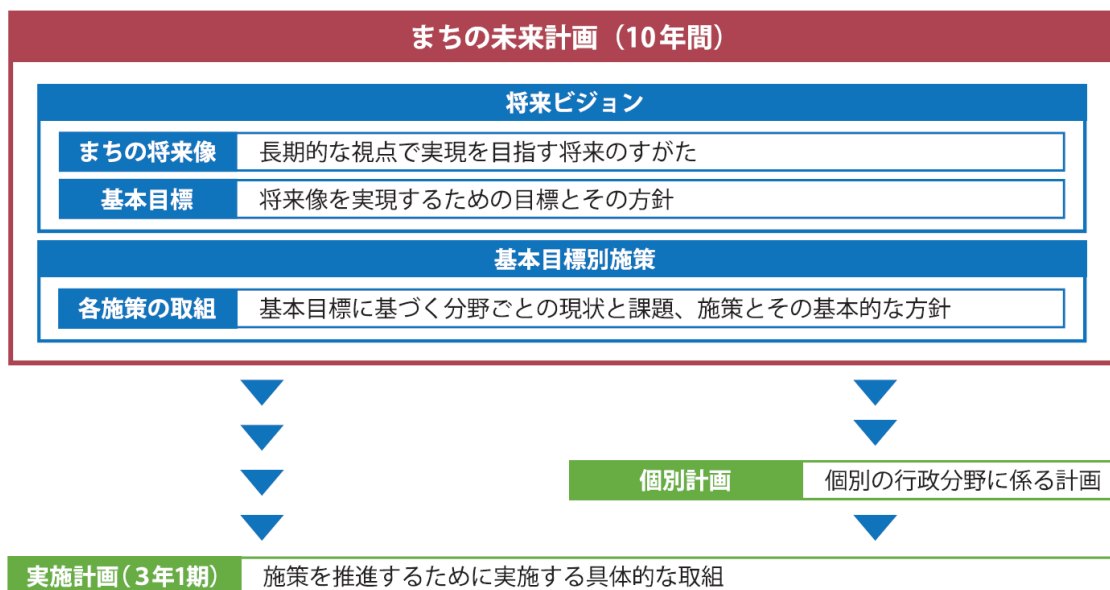 まちの未来計画（10年間）
将来ビジョン
まちの将来像 長期的な視点で実現を目指す将来のすがた
基本目標 将来像を実現するための目標とその方針
基本目標別施策
各施策の取組 基本目標に基づく分野ごとの現状と課題、施策とその基本的な方針
個別計画 個別の行政分野に係る計画
実施計画（3年1期） 施策を推進するために実施する具体的な取組